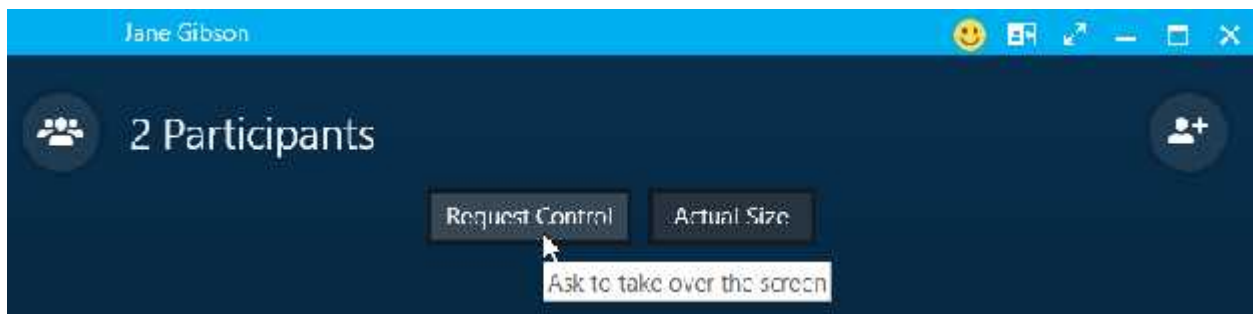 Jane Gibson
2 Participants
Request Control
Actual Size
Ask to take over the screen